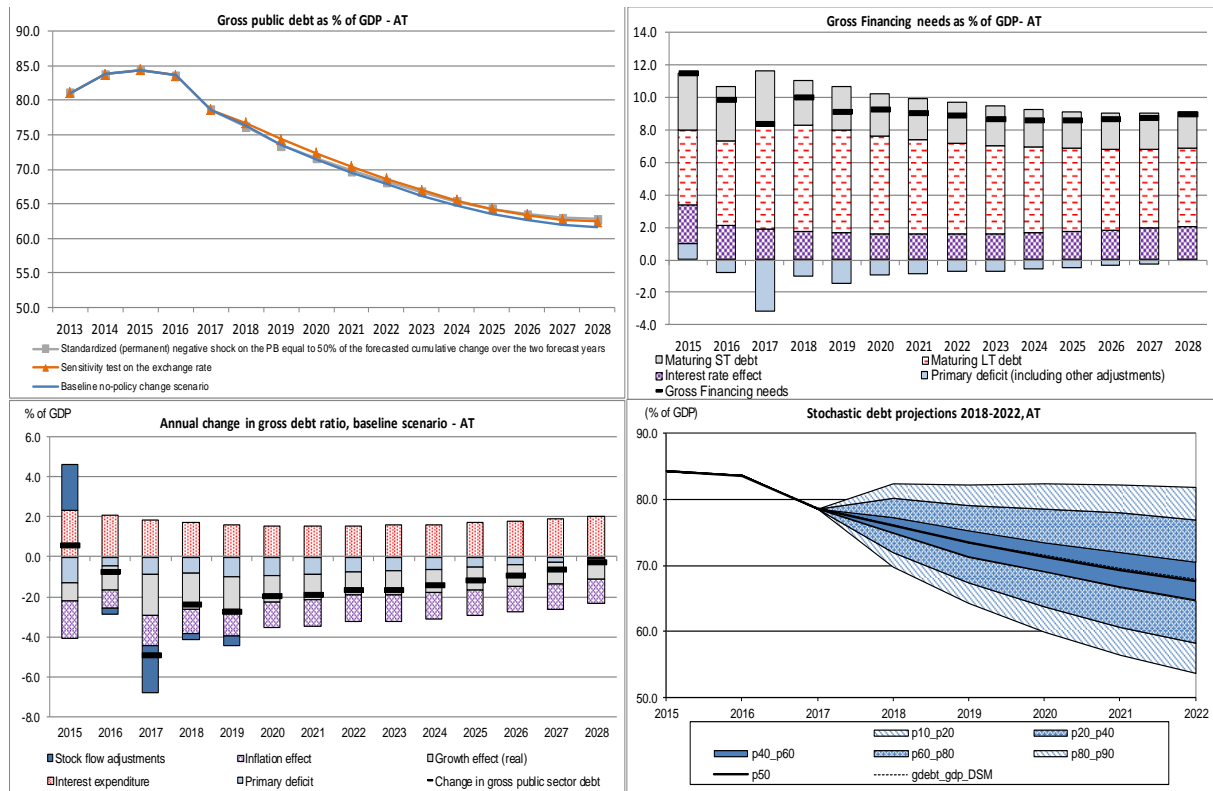 Gross public debt as % of GDP - AT
90.0
85.0
80.0
75.0
70.0
65.0
60.0
55.0
50.0
2013 2014 2015 2016 2017 2018 2019 2020 2021 2022 2023 2024 2025 2026 2027 2028
Standardized (permanent) negative shock on the PB equal to 50% of the forecasted cumulative change over the two forecast years
Sensitivity test on the exchange rate
Baseline no-policy change scenario
Gross Financing needs as % of GDP- AT
14.0
12.0
10.0
8.0
6.0
4.0
2.0
0.0
-2.0
-4.0
2015 2016 2017 2018 2019 2020 2021 2022 2023 2024 2025 2026 2027 2028
Maturing ST debt Maturing LT debt
Interest rate effect Primary deficit (including other adjustments)
Gross Financing needs
% of GDP
Annual change in gross debt ratio, baseline scenario - AT
6.0
4.0
2.0
0.0
-2.0
-4.0
-6.0
-8.0
2015 2016 2017 2018 2019 2020 2021 2022 2023 2024 2025 2026 2027 2028
Stock flow adjustments Inflation effect Growth effect (real)
Interest expenditure Primary deficit Change in gross public sector debt
(% of GDP)
Stochastic debt projections 2018-2022, AT
90.0
80.0
70.0
60.0
50.0
2015 2016 2017 2018 2019 2020 2021 2022
p10_p20 p20_p40
p40_p60 p60_p80 p80_p90
p50 gdebt_gdp_DSM